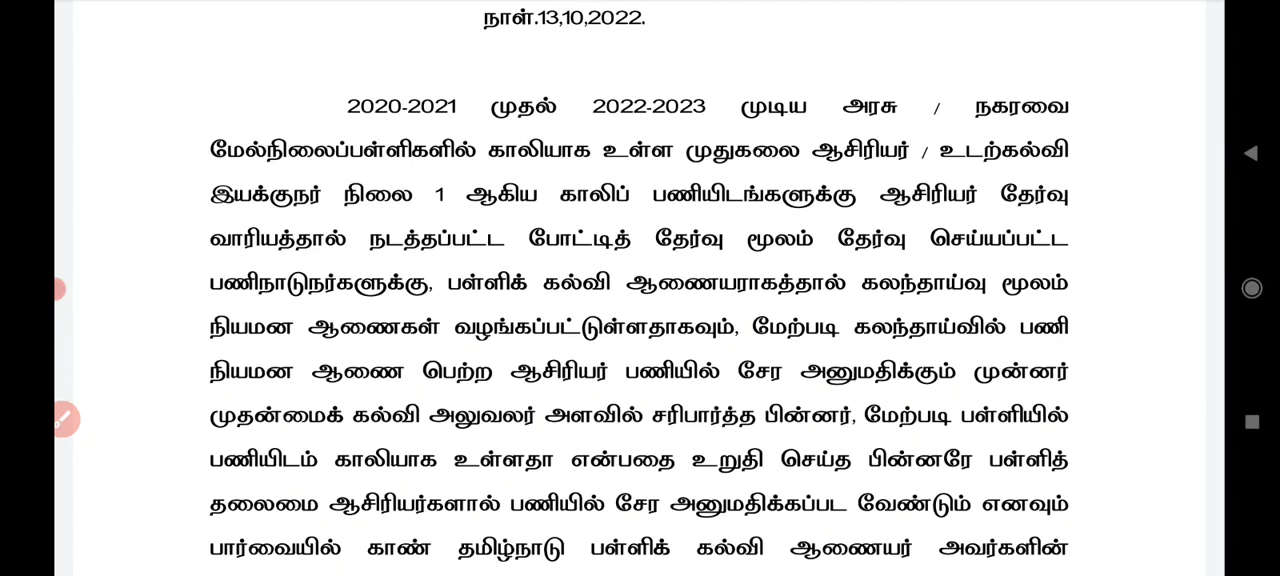 நாள்.13,10,2022.
2020-2021 முதல் 2022-2023 முடிய அரசு / நகரவை
மேல்நிலைப்பள்ளிகளில் காலியாக உள்ள முதுகலை ஆசிரியர் / உடற்கல்வி
இயக்குநர் நிலை 1 ஆகிய காலிப் பணியிடங்களுக்கு ஆசிரியர் தேர்வு
வாரியத்தால் நடத்தப்பட்ட போட்டித் தேர்வு மூலம் தேர்வு செய்யப்பட்ட
பணிநாடுநர்களுக்கு, பள்ளிக் கல்வி ஆணையராகத்தால் கலந்தாய்வு மூலம்
நியமன ஆணைகள் வழங்கப்பட்டுள்ளதாகவும், மேற்படி கலந்தாய்வில் பணி
நியமன ஆணை பெற்ற ஆசிரியர் பணியில் சேர அனுமதிக்கும் முன்னர்
முதன்மைக் கல்வி அலுவலர் அளவில் சரிபார்த்த பின்னர், மேற்படி பள்ளியில்
பணியிடம் காலியாக உள்ளதா என்பதை உறுதி செய்த பின்னரே பள்ளித்
தலைமை ஆசிரியர்களால் பணியில் சேர அனுமதிக்கப்பட வேண்டும் எனவும்
பார்வையில் காண் தமிழ்நாடு பள்ளிக் கல்வி ஆணையர் அவர்களின்